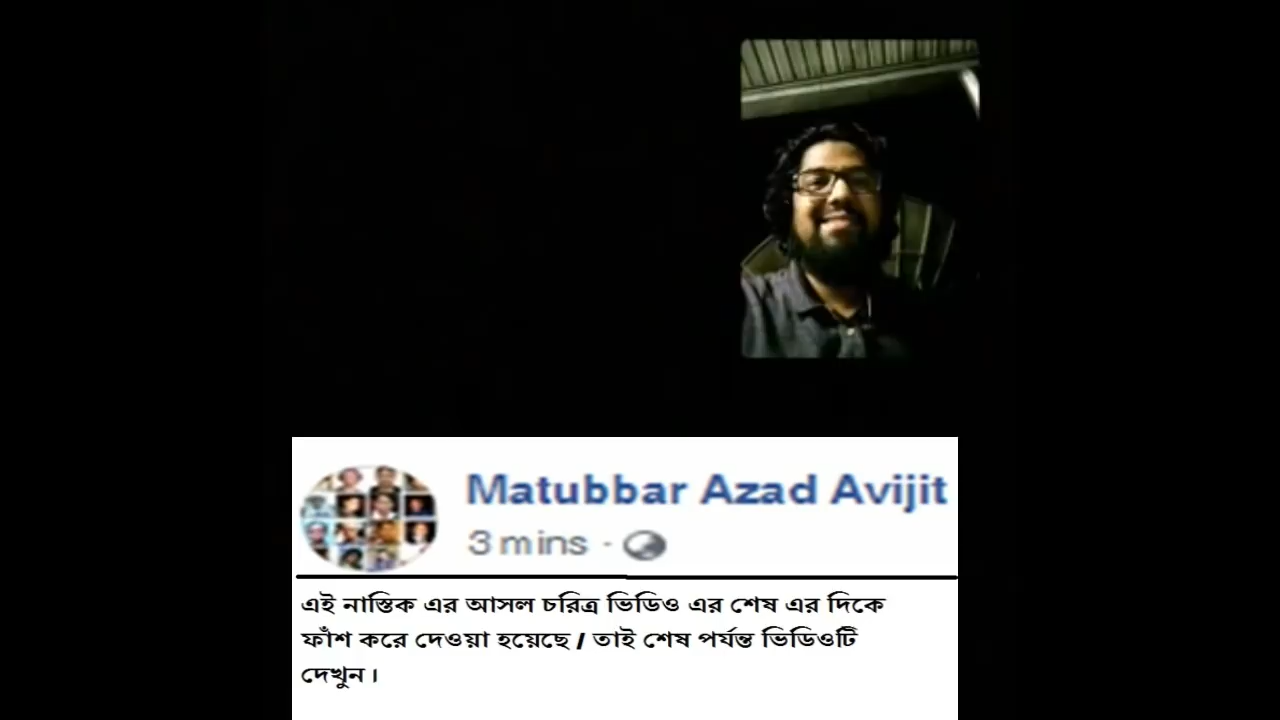 Matubbar Azad Avijit
3 mins ·
এই নাস্তিক এর আসল চরিত্র ভিডিও এর শেষ এর দিকে
ফাঁশ করে দেওয়া হয়েছে / তাই শেষ পর্যন্ত ভিডিওটি
দেখুন।